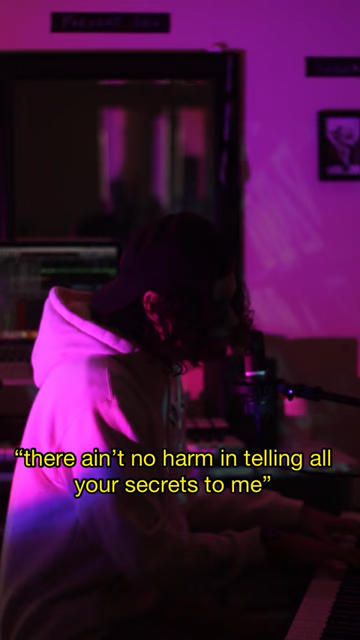 “there ain’t no harm in telling all
your secrets to me”